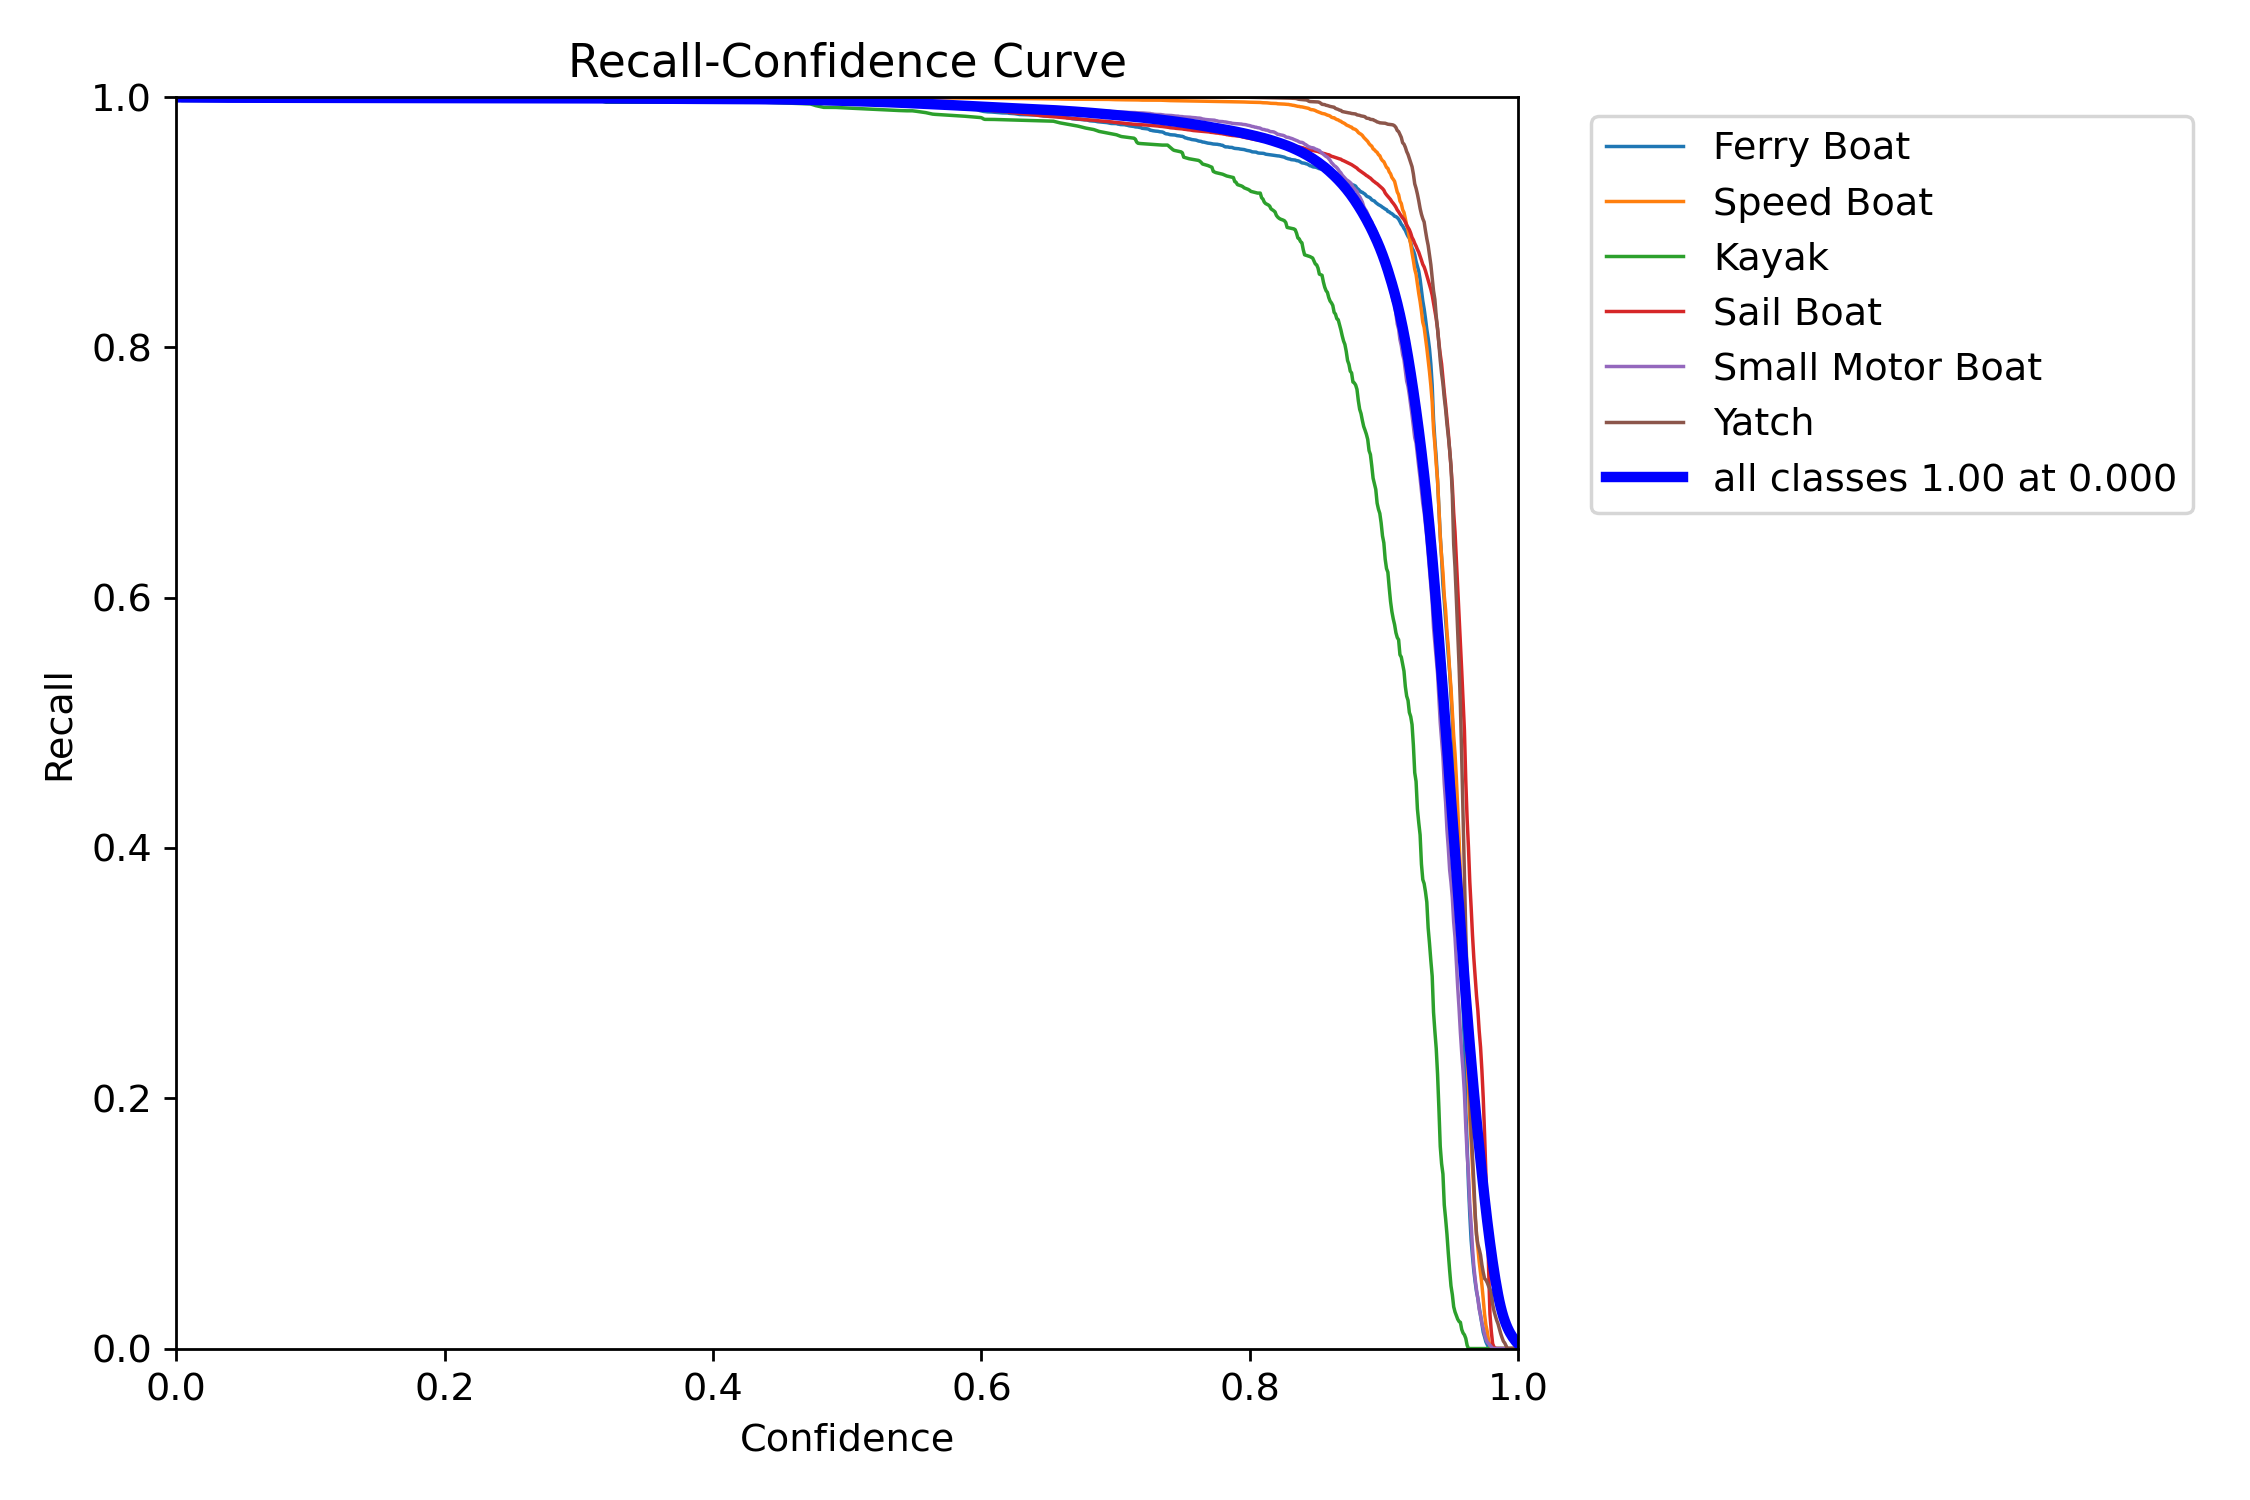 Recall-Confidence Curve
1.0
0.8
0.6
0.4
0.2
0.0
Recall
0.0 0.2 0.4 0.6 0.8 1.0
Confidence
Ferry Boat
Speed Boat
Kayak
Sail Boat
Small Motor Boat
Yatch
all classes 1.00 at 0.000